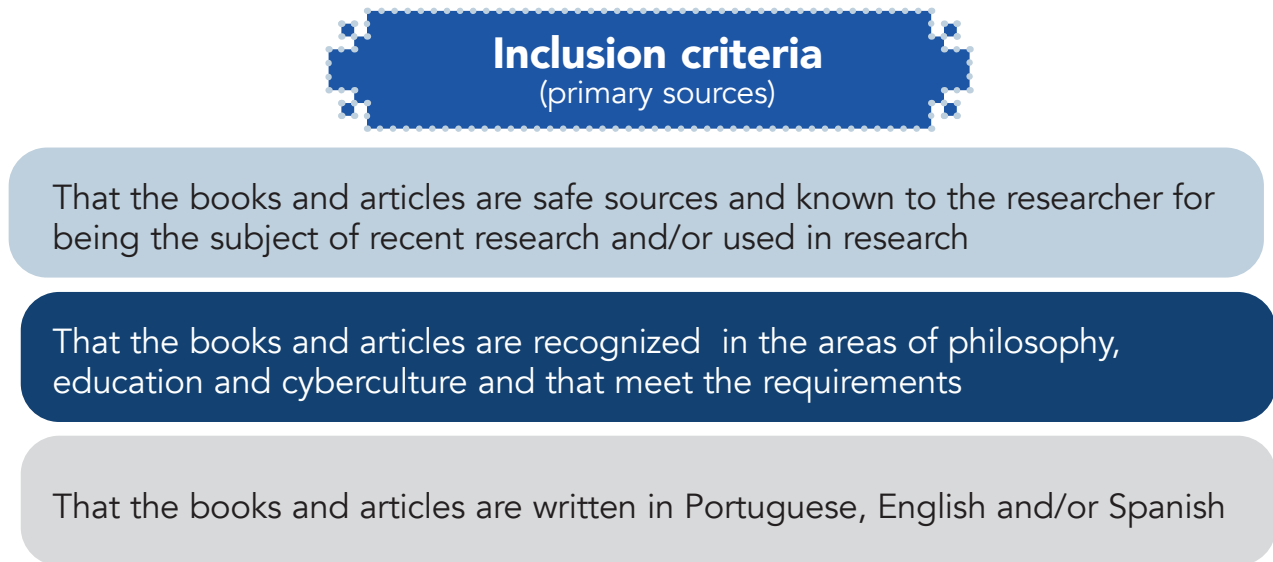 Inclusion criteria
(primary sources)
That the books and articles are safe sources and known to the researcher for
being the subject of recent research and/or used in research
That the books and articles are recognized  in the areas of philosophy,
education and cyberculture and that meet the requirements
That the books and articles are written in Portuguese, English and/or Spanish